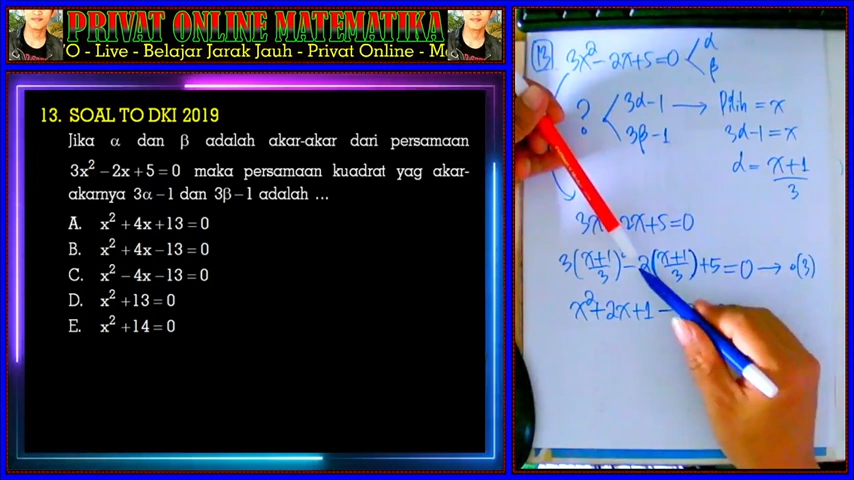 PRIVAT ONLINE MATEMATIKA
TO - Live - Belajar Jarak Jauh - Privat Online - M
13. SOAL TO DKI 2019
Jika α dan β adalah akar-akar dari persamaan
3x² − 2x + 5 = 0 maka persamaan kuadrat yag akar-
akarnya 3α − 1 dan 3β − 1 adalah ...
A. x² + 4x + 13 = 0
B. x² + 4x − 13 = 0
C. x² − 4x − 13 = 0
D. x² + 13 = 0
E. x² + 14 = 0
13 3x² − 2x + 5 = 0 < α
β
? < 3α − 1 → Pilih = x
3β − 1 3α − 1 = x
α = (x+1)/3
2x + 5 = 0
3((x+1)/3)² − 2((x+1)/3) + 5 = 0 → •(3)
x² + 2x + 1 −